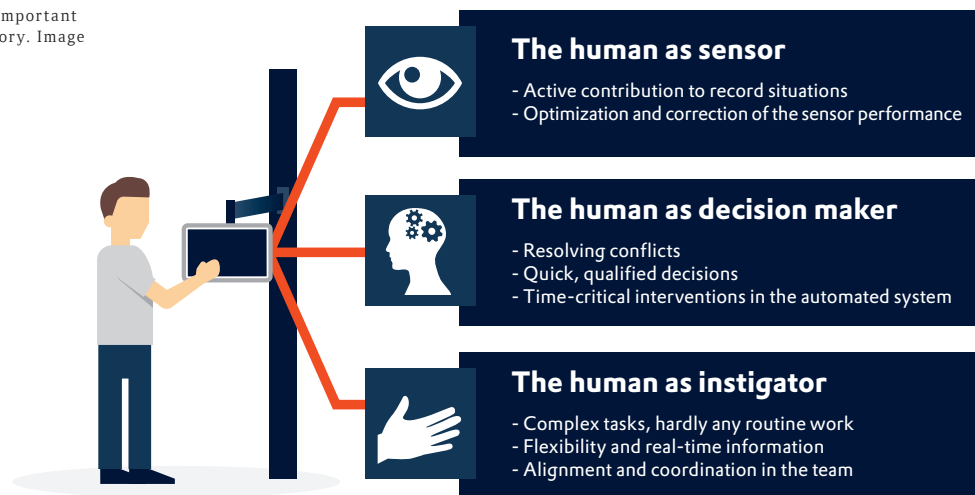 mportant
ory. Image
The human as sensor
- Active contribution to record situations
- Optimization and correction of the sensor performance
The human as decision maker
- Resolving conflicts
- Quick, qualified decisions
- Time-critical interventions in the automated system
The human as instigator
- Complex tasks, hardly any routine work
- Flexibility and real-time information
- Alignment and coordination in the team